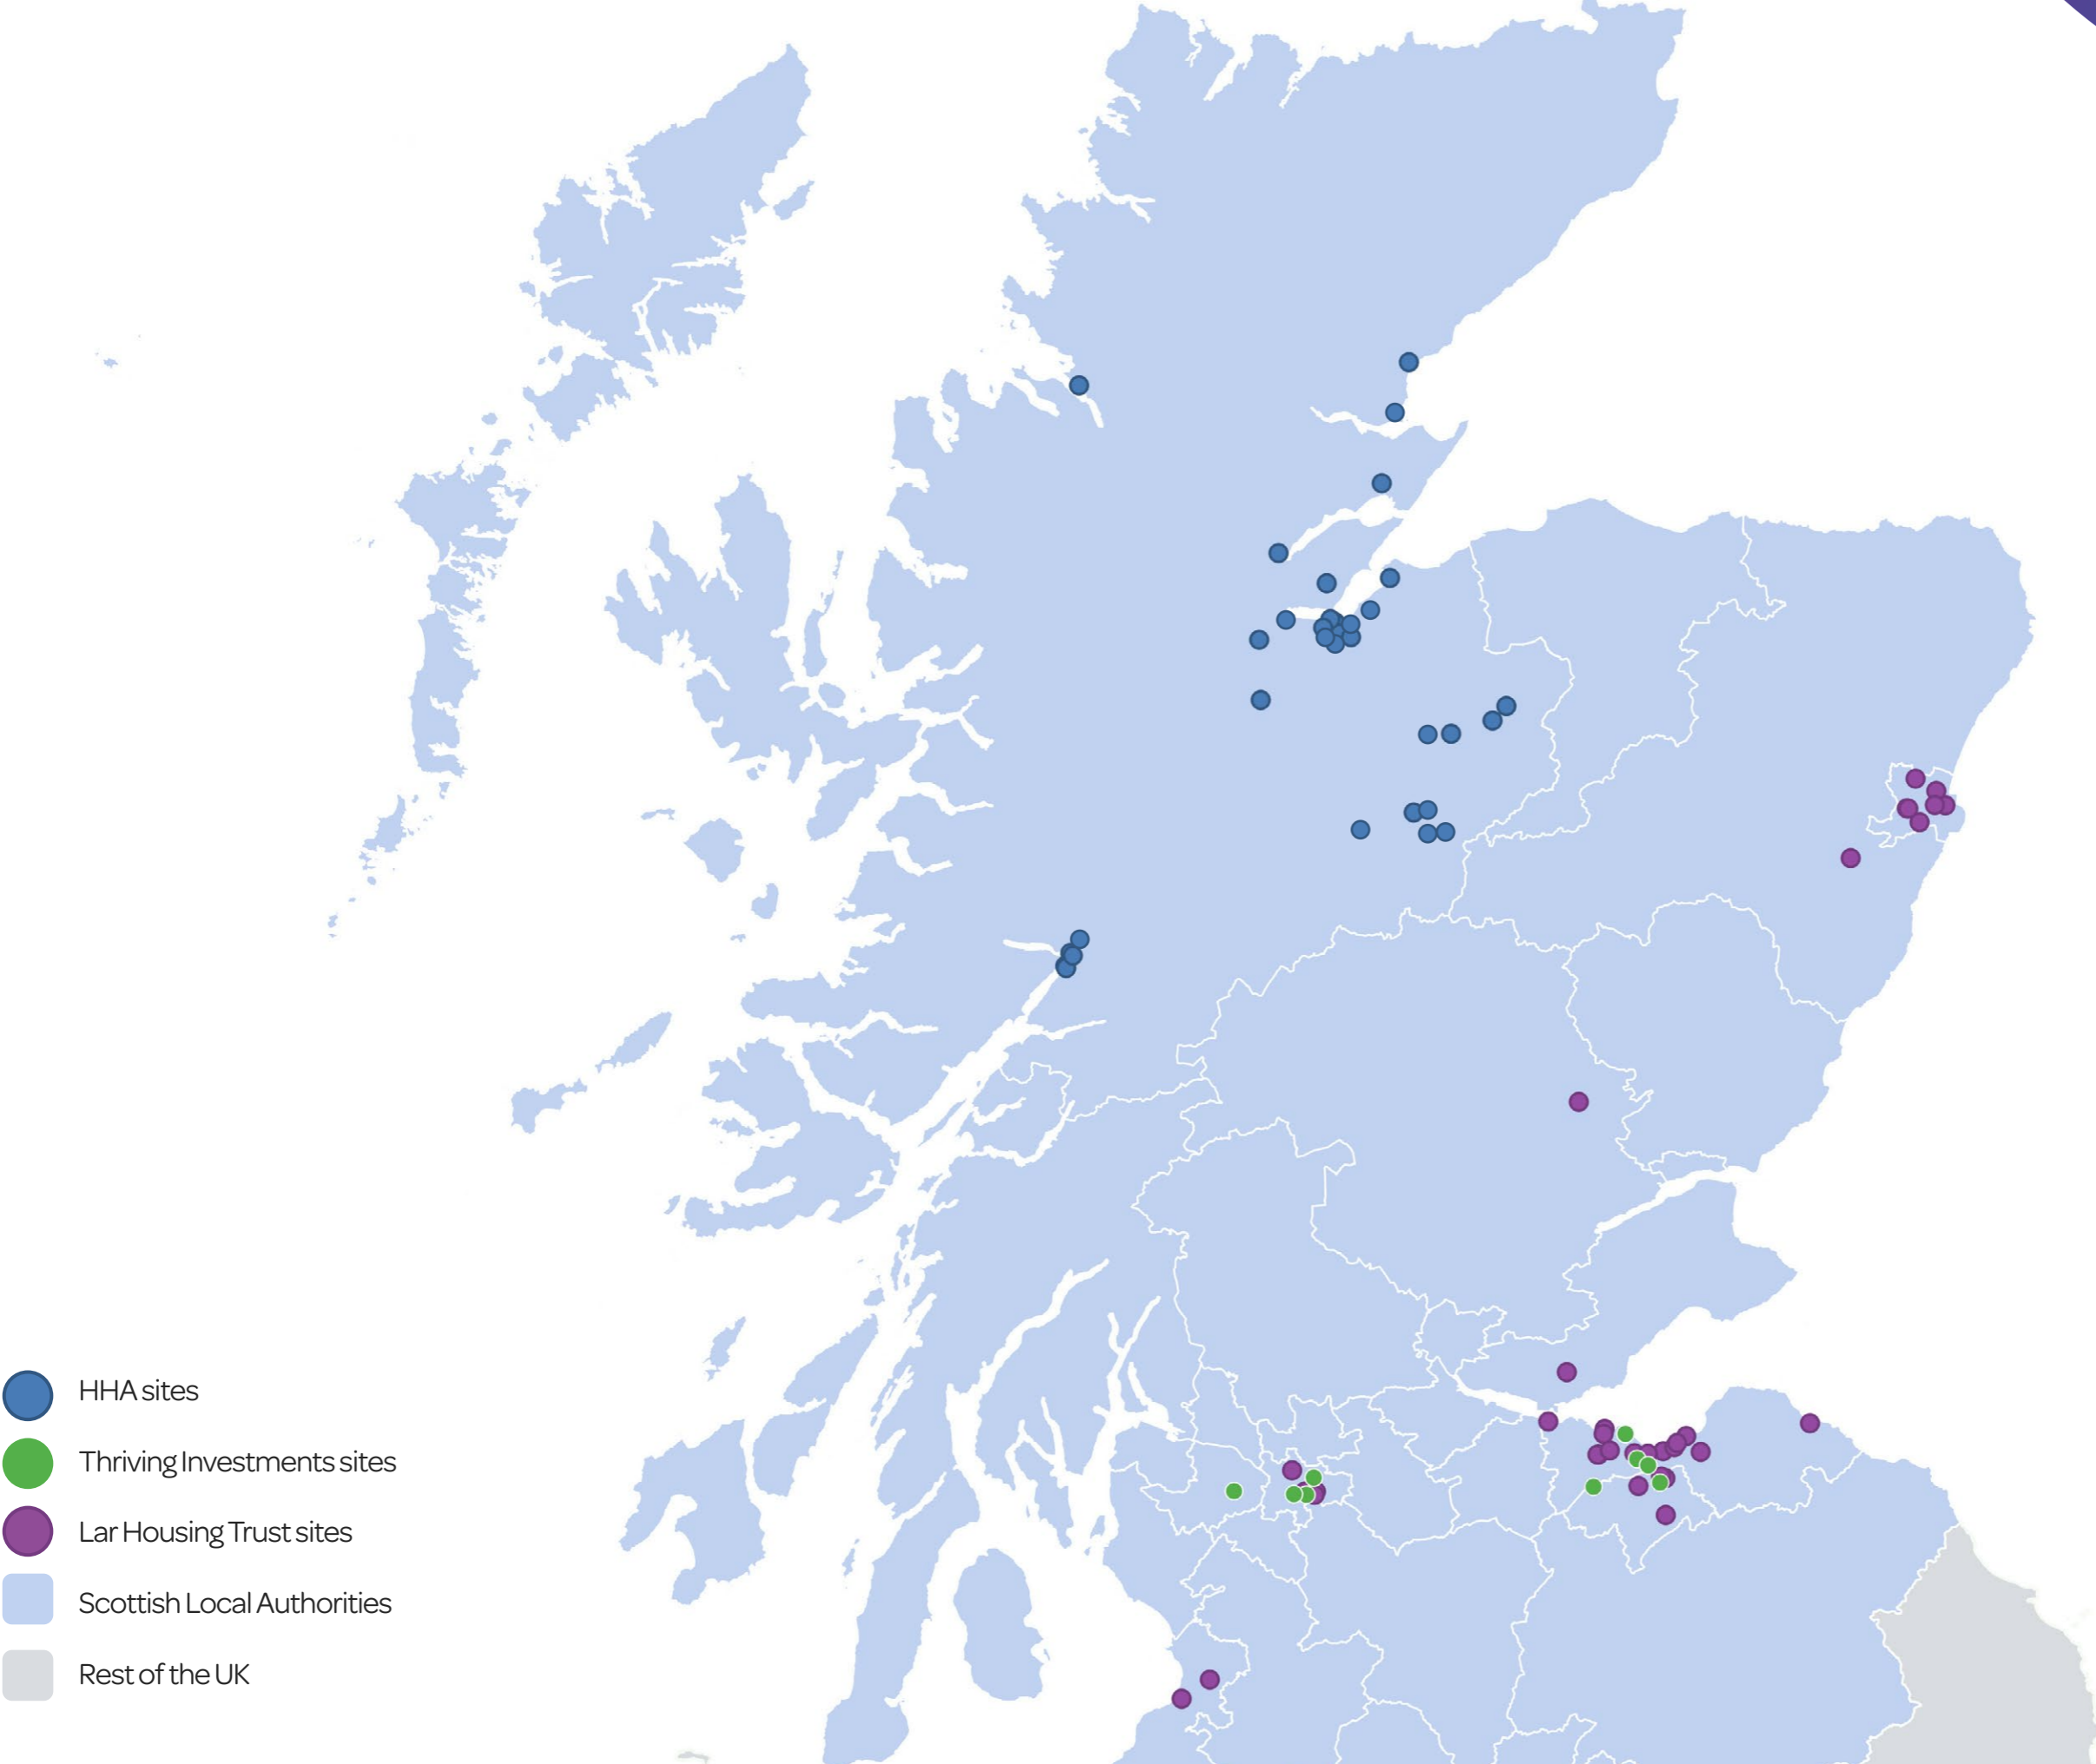 HHA sites
Thriving Investments sites
Lar Housing Trust sites
Scottish Local Authorities
Rest of the UK